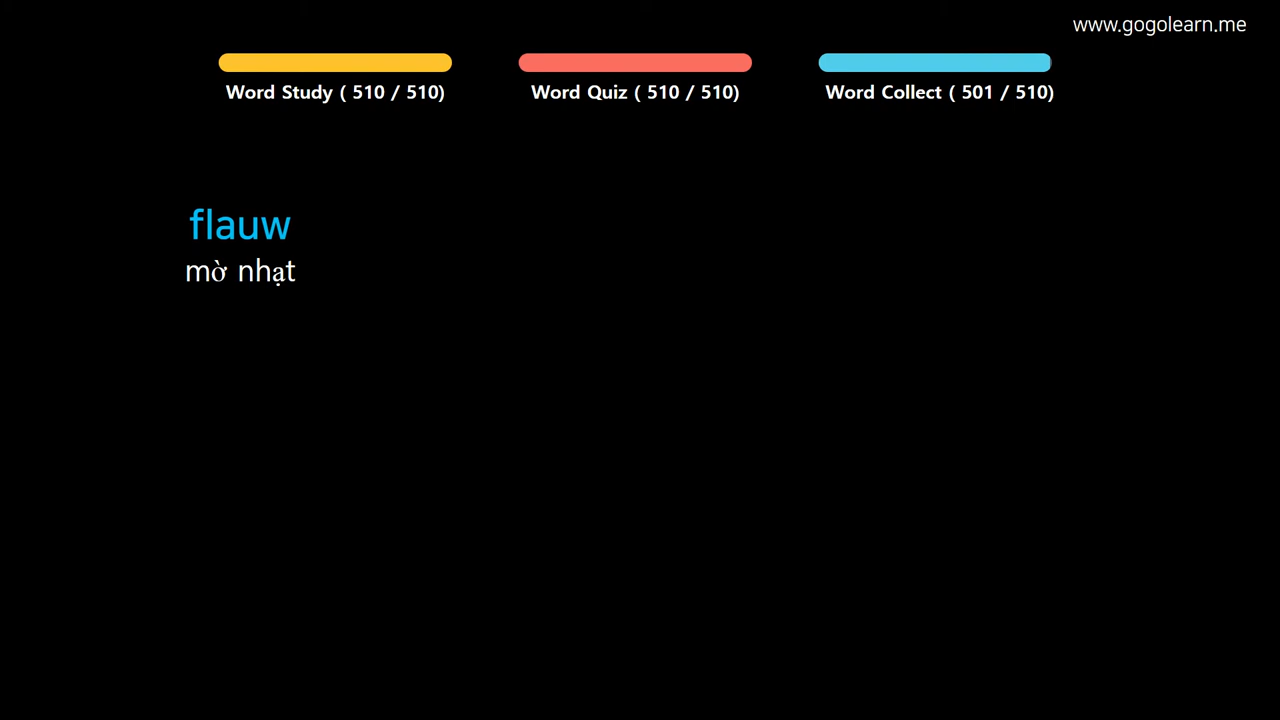 www.gogolearn.me
Word Study ( 510 / 510)
Word Quiz ( 510 / 510)
Word Collect ( 501 / 510)
flauw
mờ nhạt